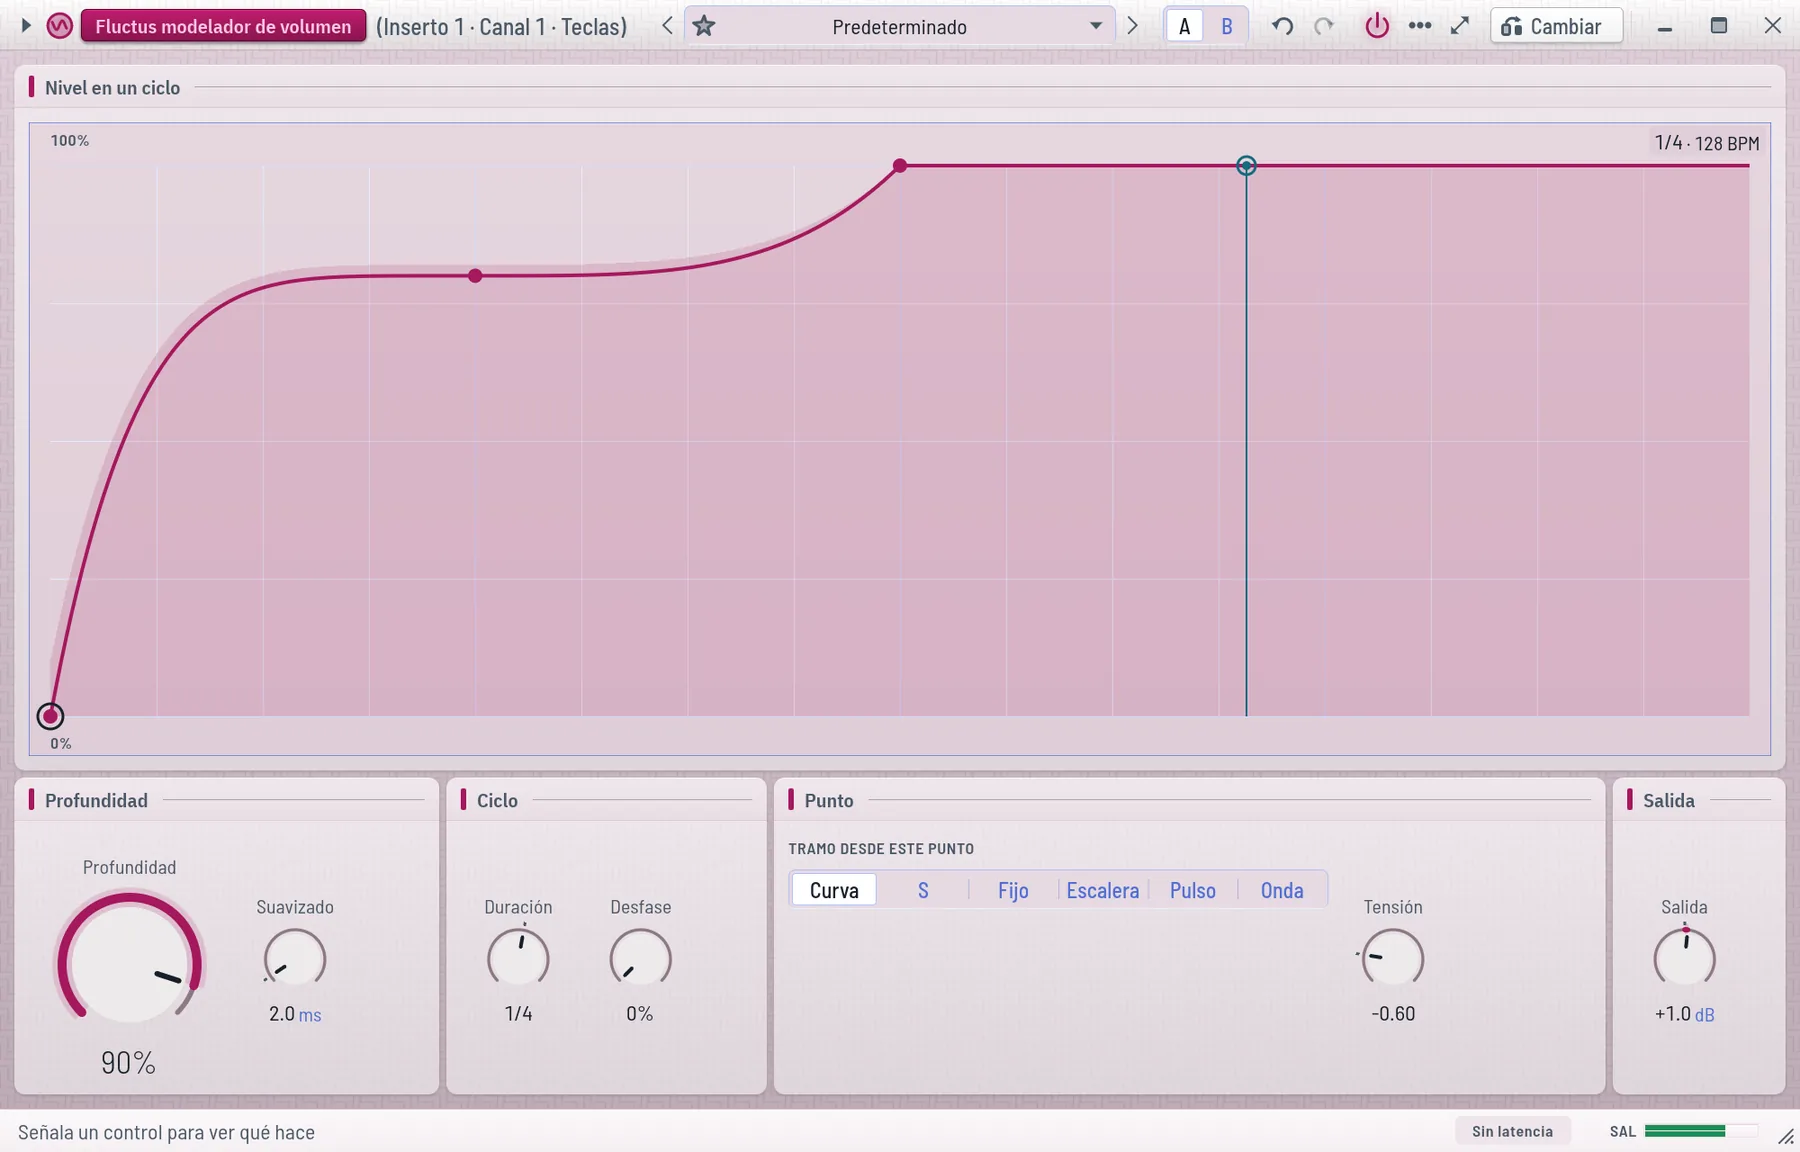 Fluctus modelador de volumen (Inserto 1 · Canal 1 · Teclas) Predeterminado A B Cambiar
Nivel en un ciclo
100%
1/4 · 128 BPM
0%
Profundidad
Profundidad
90%
Suavizado
2.0 ms
Ciclo
Duración
1/4
Desfase
0%
Punto
TRAMO DESDE ESTE PUNTO
Curva S Fijo Escalera Pulso Onda
Tensión
-0.60
Salida
Salida
+1.0 dB
Señala un control para ver qué hace
Sin latencia
SAL